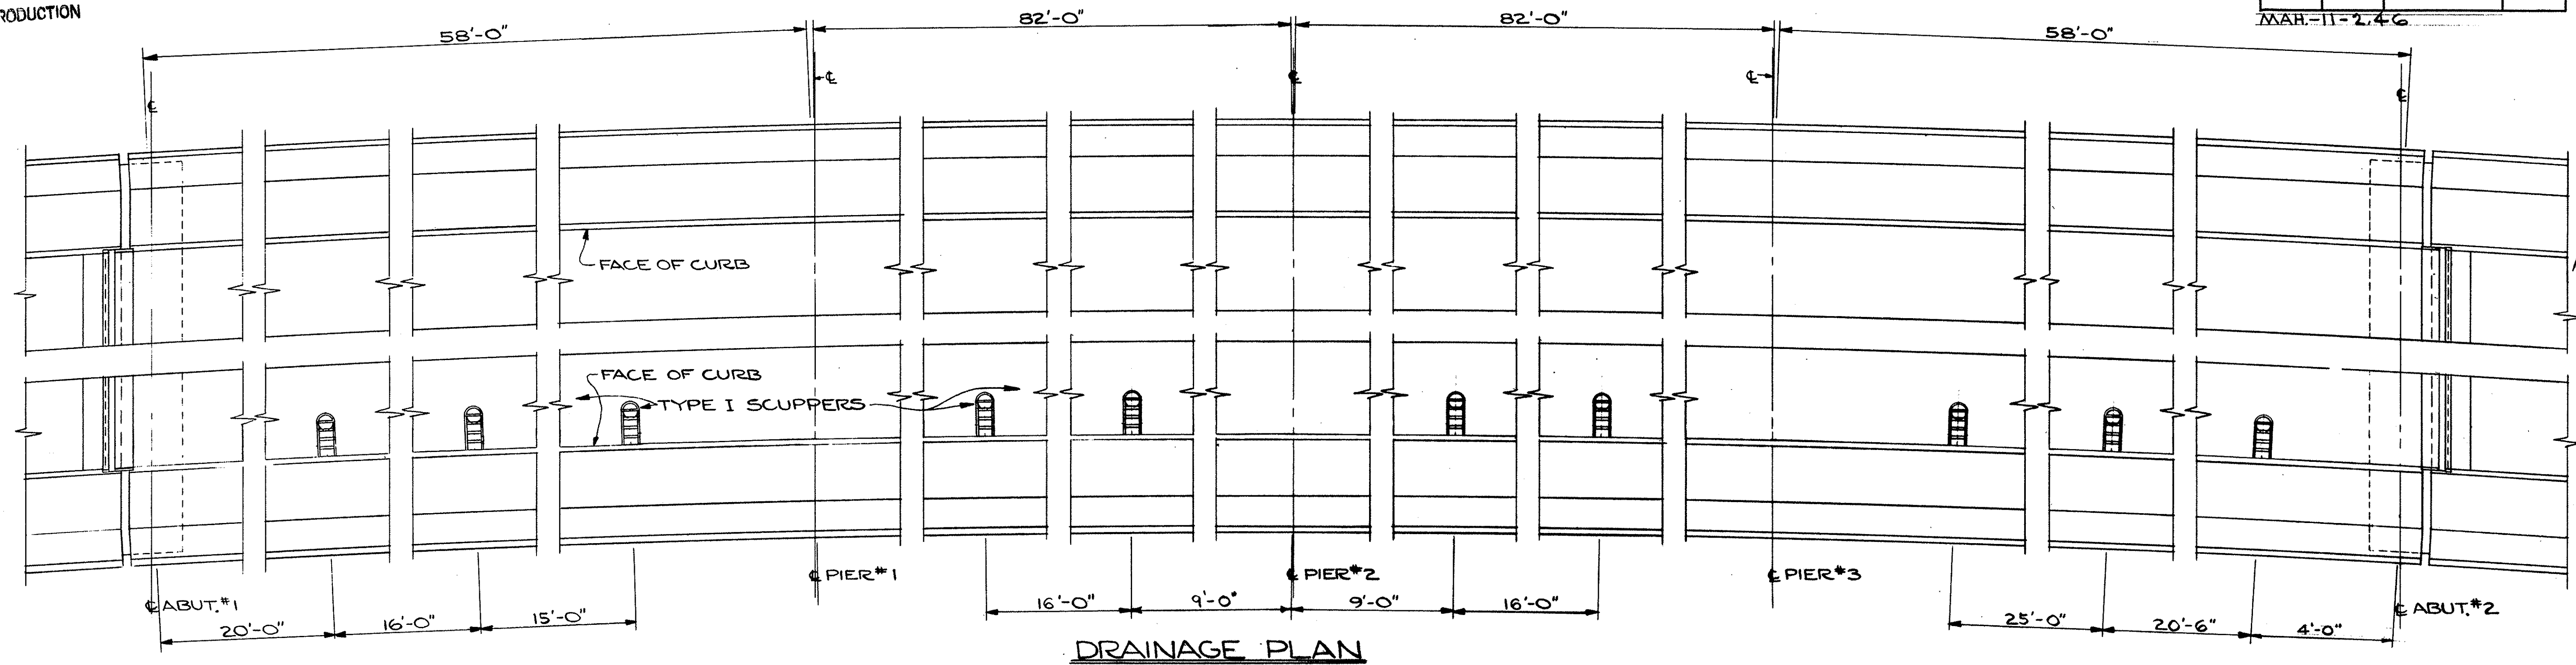 RODUCTION
MAH.-11-2.46
58'-0"
82'-0"
82'-0"
58'-0"
℄
℄
℄
℄
℄
FACE OF CURB
FACE OF CURB
TYPE I SCUPPERS
℄ ABUT.#1
℄ PIER#1
℄ PIER#2
℄ PIER#3
℄ ABUT.#2
20'-0"
16'-0"
15'-0"
16'-0"
9'-0"
9'-0"
16'-0"
25'-0"
20'-6"
4'-0"
DRAINAGE PLAN